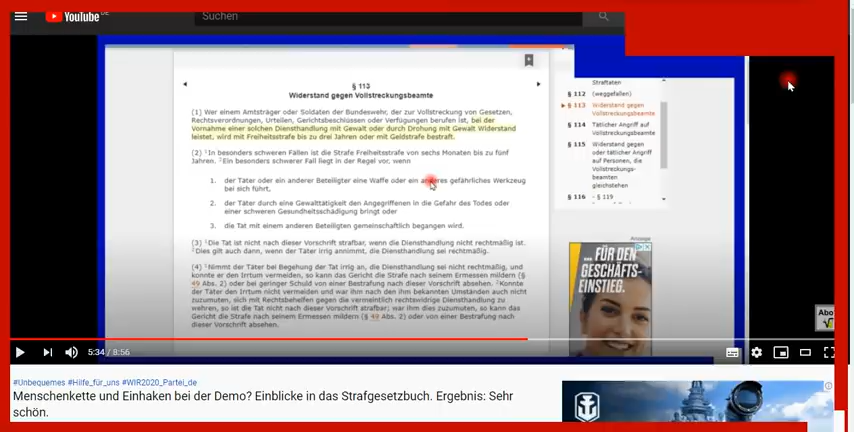 YouTube DE
Suchen
§ 113
Widerstand gegen Vollstreckungsbeamte
(1) Wer einem Amtsträger oder Soldaten der Bundeswehr, der zur Vollstreckung von Gesetzen,
Rechtsverordnungen, Urteilen, Gerichtsbeschlüssen oder Verfügungen berufen ist, bei der
Vornahme einer solchen Diensthandlung mit Gewalt oder durch Drohung mit Gewalt Widerstand
leistet, wird mit Freiheitsstrafe bis zu drei Jahren oder mit Geldstrafe bestraft.
(2) 1In besonders schweren Fällen ist die Strafe Freiheitsstrafe von sechs Monaten bis zu fünf
Jahren. 2Ein besonders schwerer Fall liegt in der Regel vor, wenn
1. der Täter oder ein anderer Beteiligter eine Waffe oder ein anderes gefährliches Werkzeug
bei sich führt,
2. der Täter durch eine Gewalttätigkeit den Angegriffenen in die Gefahr des Todes oder
einer schweren Gesundheitsschädigung bringt oder
3. die Tat mit einem anderen Beteiligten gemeinschaftlich begangen wird.
(3) 1Die Tat ist nicht nach dieser Vorschrift strafbar, wenn die Diensthandlung nicht rechtmäßig ist.
2Dies gilt auch dann, wenn der Täter irrig annimmt, die Diensthandlung sei rechtmäßig.
(4) 1Nimmt der Täter bei Begehung der Tat irrig an, die Diensthandlung sei nicht rechtmäßig, und
konnte er den Irrtum vermeiden, so kann das Gericht die Strafe nach seinem Ermessen mildern (§
49 Abs. 2) oder bei geringer Schuld von einer Bestrafung nach dieser Vorschrift absehen. 2Konnte
der Täter den Irrtum nicht vermeiden und war ihm nach den ihm bekannten Umständen auch nicht
zuzumuten, sich mit Rechtsbehelfen gegen die vermeintlich rechtswidrige Diensthandlung zu
wehren, so ist die Tat nicht nach dieser Vorschrift strafbar; war ihm dies zuzumuten, so kann das
Gericht die Strafe nach seinem Ermessen mildern (§ 49 Abs. 2) oder von einer Bestrafung nach
dieser Vorschrift absehen.
Straftaten
§ 112 (weggefallen)
§ 113 Widerstand gegen
Vollstreckungsbeamte
§ 114 Tätlicher Angriff auf
Vollstreckungsbeamte
§ 115 Widerstand gegen
oder tätlicher Angriff
auf Personen, die
Vollstreckungs-
beamten
gleichstehen
§ 116 - § 119
Anzeige
... FÜR DEN
GESCHÄFTS-
EINSTIEG.
Abo
5:34 / 8:56
#Unbequemes #Hilfe_für_uns #WIR2020_Partei_de
Menschenkette und Einhaken bei der Demo? Einblicke in das Strafgesetzbuch. Ergebnis: Sehr
schön.